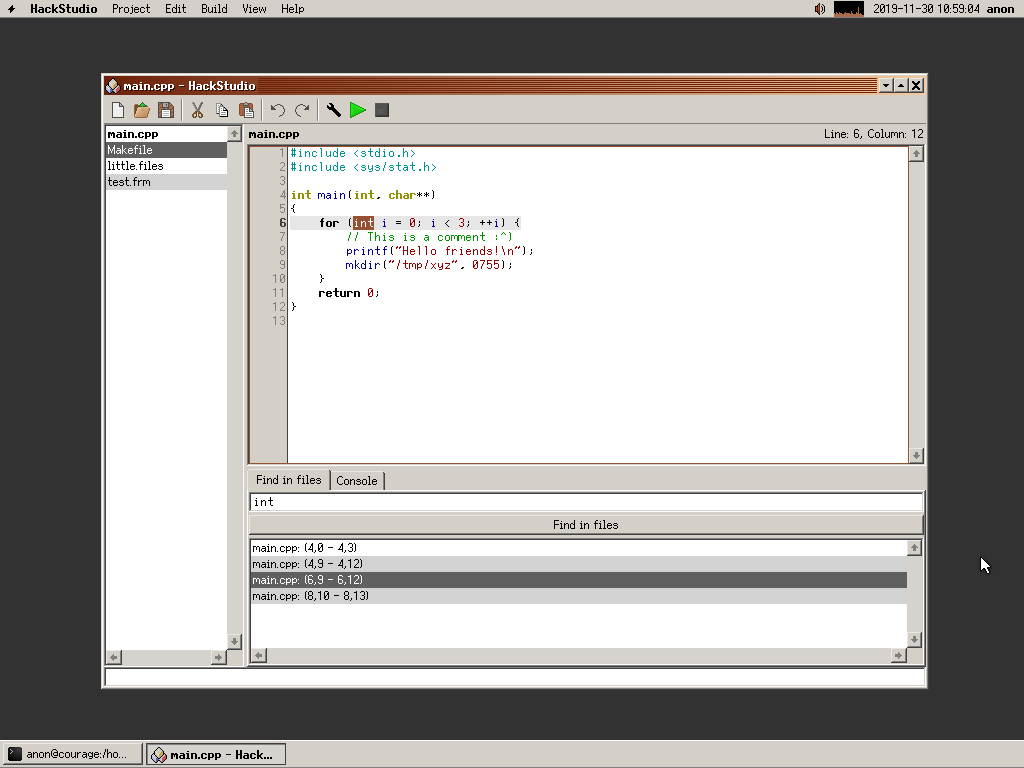 HackStudio Project Edit Build View Help 2019-11-30 10:59:04 anon
main.cpp - HackStudio
main.cpp
Makefile
little.files
test.frm
main.cpp Line: 6, Column: 12
1 #include <stdio.h>
2 #include <sys/stat.h>
3
4 int main(int, char**)
5 {
6 for (int i = 0; i < 3; ++i) {
7 // This is a comment :^)
8 printf("Hello friends!\n");
9 mkdir("/tmp/xyz", 0755);
10 }
11 return 0;
12 }
13
Find in files Console
int
Find in files
main.cpp: (4,0 - 4,3)
main.cpp: (4,9 - 4,12)
main.cpp: (6,9 - 6,12)
main.cpp: (8,10 - 8,13)
anon@courage:/ho... main.cpp - Hack...